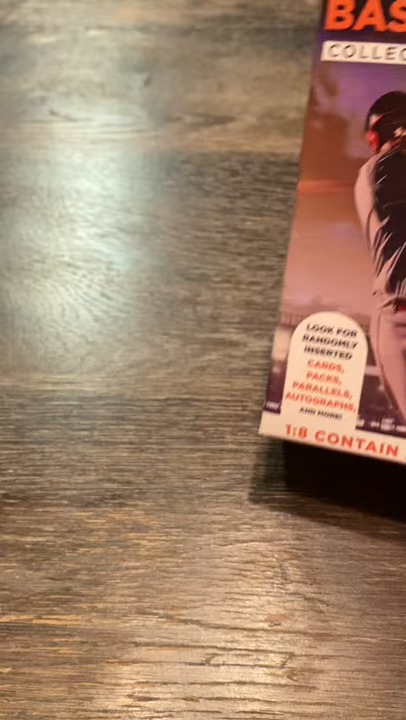 BAS
COLLEC
LOOK FOR
RANDOMLY
INSERTED
CARDS,
PACKS,
PARALLELS,
AUTOGRAPHS,
AND MORE!
1:8 CONTAIN